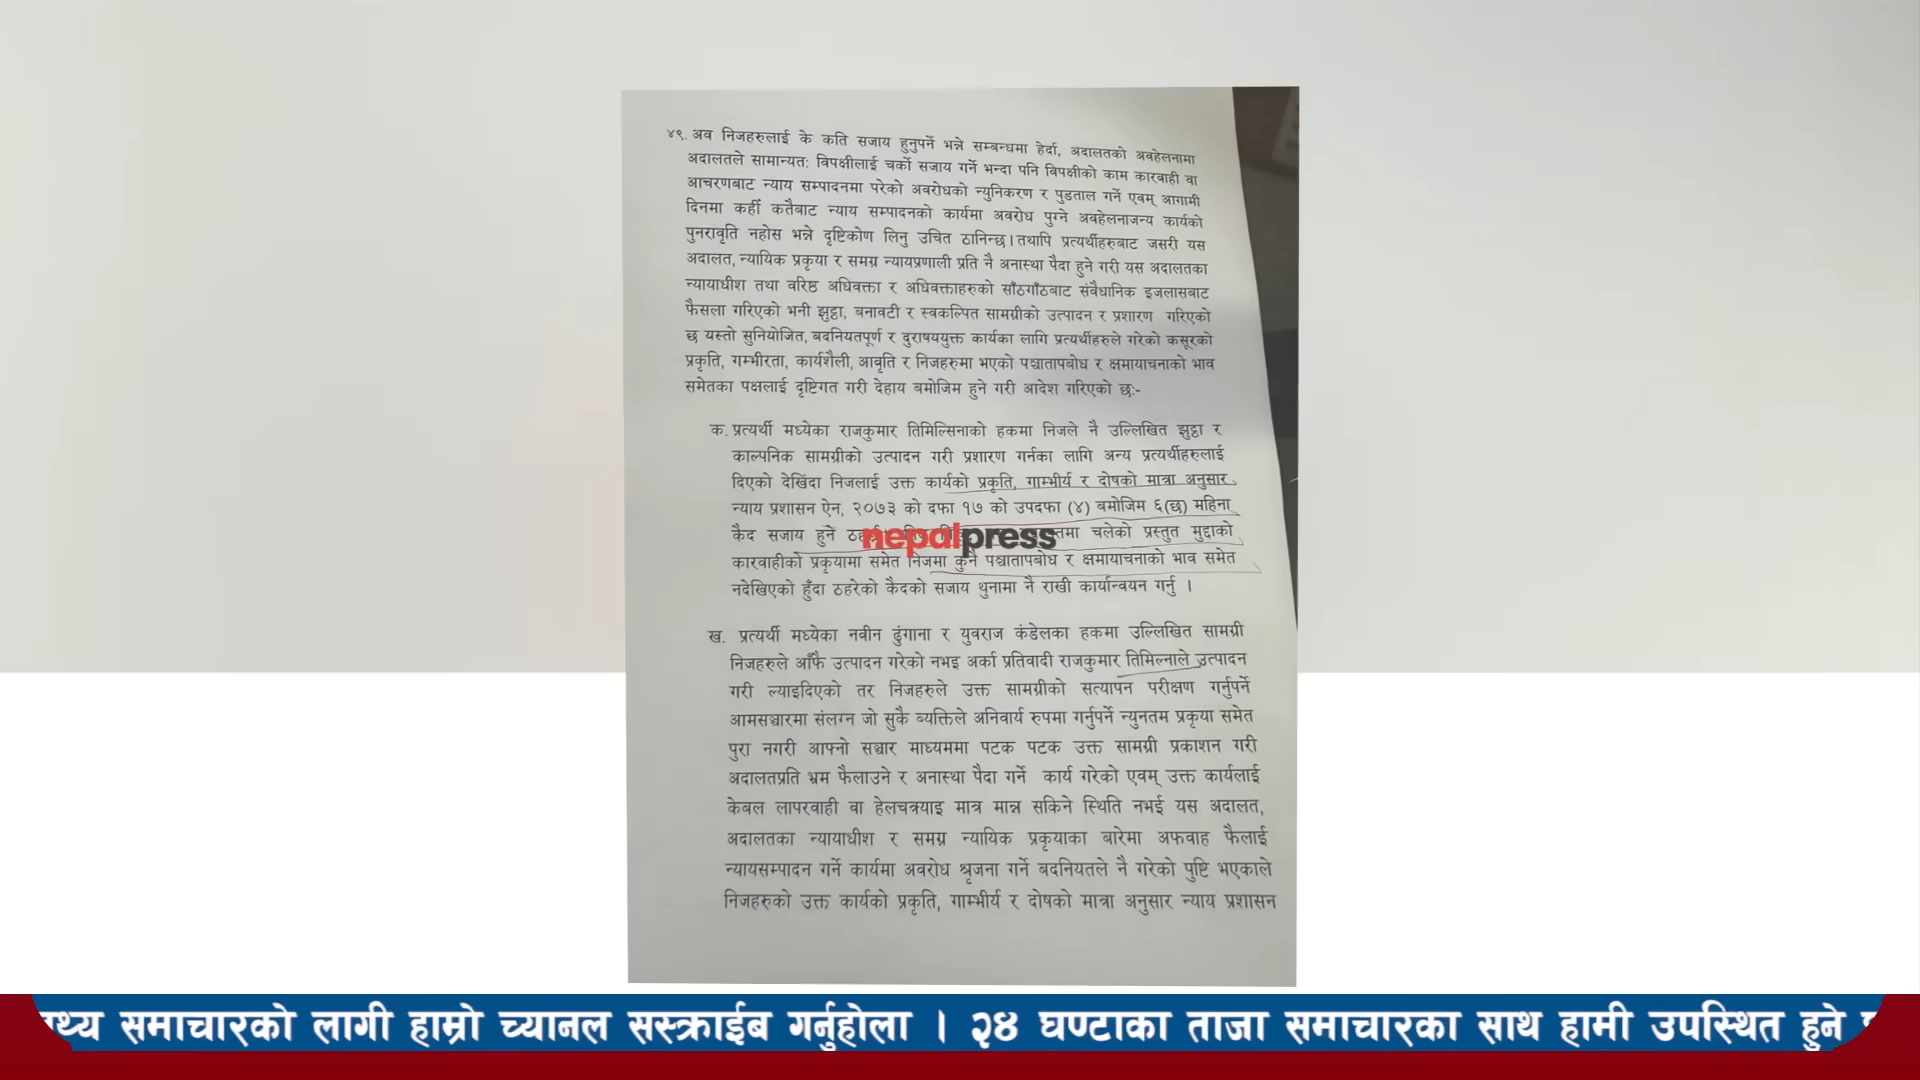 ४९. अव निजहरुलाई के कति सजाय हुनुपर्ने भन्ने सम्बन्धमा हेर्दा, अदालतको अवहेलनामा
अदालतले सामान्यत: विपक्षीलाई चर्को सजाय गर्ने भन्दा पनि विपक्षीको काम कारवाही वा
आचरणबाट न्याय सम्पादनमा परेको अवरोधको न्युनिकरण र पुडताल गर्ने एवम् आगामी
दिनमा कहीं कतैबाट न्याय सम्पादनको कार्यमा अवरोध पुग्ने अवहेलनाजन्य कार्यको
पुनरावृति नहोस भन्ने दृष्टिकोण लिनु उचित ठानिन्छ। तथापि प्रत्यर्थीहरुबाट जसरी यस
अदालत, न्यायिक प्रकृया र समग्र न्यायप्रणाली प्रति नै अनास्था पैदा हुने गरी यस अदालतका
न्यायाधीश तथा वरिष्ठ अधिवक्ता र अधिवक्ताहरुको साँठगाँठबाट संवैधानिक इजलासबाट
फैसला गरिएको भनी झुठ्ठा, बनावटी र स्वकल्पित सामग्रीको उत्पादन र प्रशारण गरिएको
छ यस्तो सुनियोजित, बदनियतपूर्ण र दुराषययुक्त कार्यका लागि प्रत्यर्थीहरुले गरेको कसूरको
प्रकृति, गम्भीरता, कार्यशैली, आवृति र निजहरुमा भएको पश्चातापबोध र क्षमायाचनाको भाव
समेतका पक्षलाई दृष्टिगत गरी देहाय बमोजिम हुने गरी आदेश गरिएको छ:-
क. प्रत्यर्थी मध्येका राजकुमार तिमिल्सिनाको हकमा निजले नै उल्लिखित झुठ्ठा र
काल्पनिक सामग्रीको उत्पादन गरी प्रशारण गर्नका लागि अन्य प्रत्यर्थीहरुलाई
दिएको देखिंदा निजलाई उक्त कार्यको प्रकृति, गाम्भीर्य र दोषको मात्रा अनुसार
न्याय प्रशासन ऐन, २०७३ को दफा १७ को उपदफा (४) बमोजिम ६(छ) महिना
कैद सजाय हुने चलेको प्रस्तुत मुद्दाको
nepalpress
कारवाहीको प्रकृयामा समेत निजमा कुनै पश्चातापबोध र क्षमायाचनाको भाव समेत
नदेखिएको हुँदा ठहरेको कैदको सजाय थुनामा नै राखी कार्यान्वयन गर्नु ।
ख. प्रत्यर्थी मध्येका नवीन ढुंगाना र युवराज कंडेलका हकमा उल्लिखित सामग्री
निजहरुले आँफै उत्पादन गरेको नभइ अर्का प्रतिवादी राजकुमार तिमिल्नाले उत्पादन
गरी ल्याइदिएको तर निजहरुले उक्त सामग्रीको सत्यापन परीक्षण गर्नुपर्ने
आमसञ्चारमा संलग्न जो सुकै ब्यक्तिले अनिवार्य रुपमा गर्नुपर्ने न्युनतम प्रकृया समेत
पुरा नगरी आफ्नो सञ्चार माध्यममा पटक पटक उक्त सामग्री प्रकाशन गरी
अदालतप्रति भ्रम फैलाउने र अनास्था पैदा गर्ने कार्य गरेको एवम् उक्त कार्यलाई
केबल लापरवाही वा हेलचक्र्याइ मात्र मान्न सकिने स्थिति नभई यस अदालत,
अदालतका न्यायाधीश र समग्र न्यायिक प्रकृयाका बारेमा अफवाह फैलाई
न्यायसम्पादन गर्ने कार्यमा अवरोध श्रृजना गर्ने बदनियतले नै गरेको पुष्टि भएकाले
निजहरुको उक्त कार्यको प्रकृति, गाम्भीर्य र दोषको मात्रा अनुसार न्याय प्रशासन
समाचारको लागी हाम्रो च्यानल सस्क्राईब गर्नुहोला । २४ घण्टाका ताजा समाचारका साथ हामी उपस्थित हुने